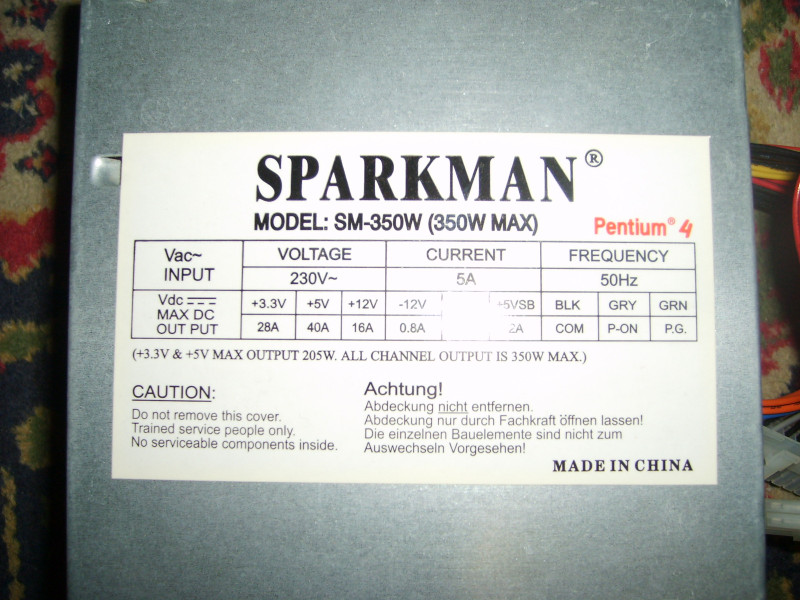 SPARKMAN®
MODEL: SM-350W (350W MAX)
Pentium® 4
Vac~ INPUT VOLTAGE CURRENT FREQUENCY
230V~ 5A 50Hz
Vdc ⎓ MAX DC OUT PUT +3.3V +5V +12V -12V +5VSB BLK GRY GRN
28A 40A 16A 0.8A 2A COM P-ON P.G.
(+3.3V & +5V MAX OUTPUT 205W. ALL CHANNEL OUTPUT IS 350W MAX.)
CAUTION:
Do not remove this cover.
Trained service people only.
No serviceable components inside.
Achtung!
Abdeckung nicht entfernen.
Abdeckung nur durch Fachkraft öffnen lassen!
Die einzelnen Bauelemente sind nicht zum
Auswechseln Vorgesehen!
MADE IN CHINA